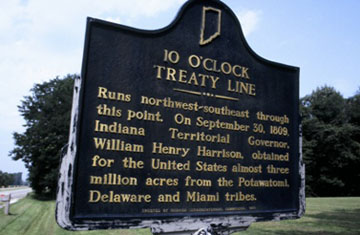 10 O'CLOCK
TREATY LINE
Runs northwest-southeast through
this point. On September 30, 1809,
Indiana Territorial Governor,
William Henry Harrison, obtained
for the United States almost three
million acres from the Potawatomi,
Delaware and Miami tribes.